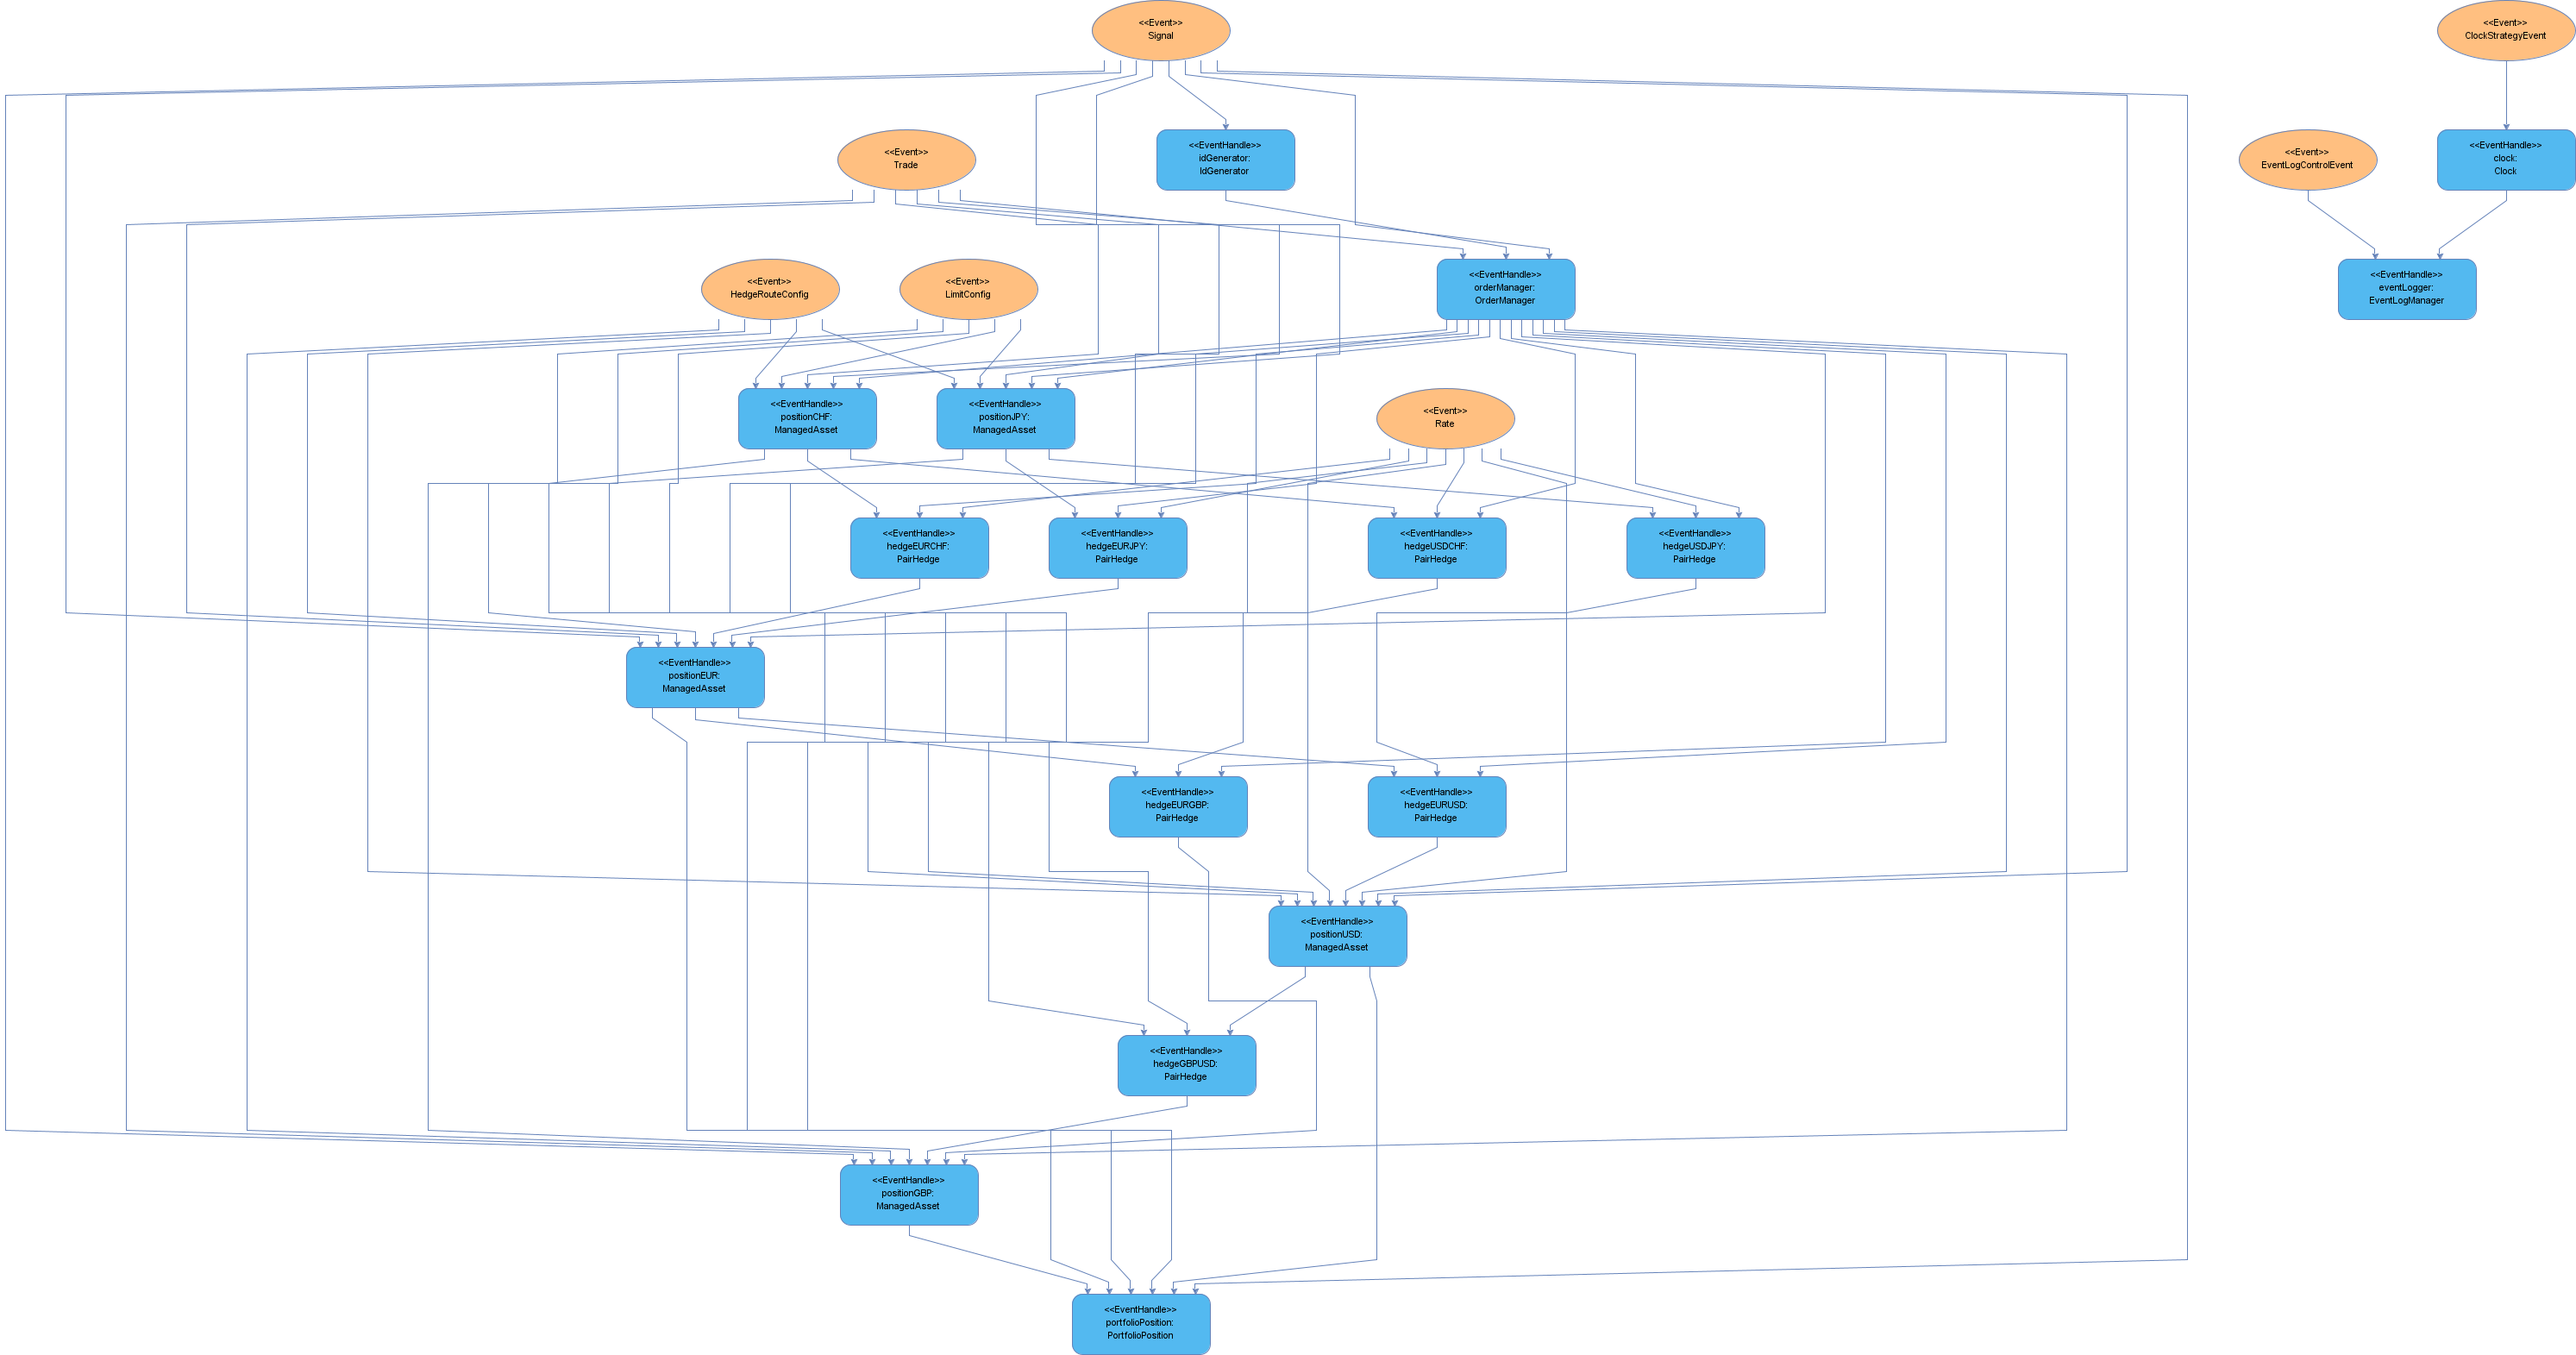 <<Event>>
Signal
<<Event>>
ClockStrategyEvent
<<Event>>
Trade
<<EventHandle>>
idGenerator:
IdGenerator
<<Event>>
EventLogControlEvent
<<EventHandle>>
clock:
Clock
<<Event>>
HedgeRouteConfig
<<Event>>
LimitConfig
<<EventHandle>>
orderManager:
OrderManager
<<EventHandle>>
eventLogger:
EventLogManager
<<EventHandle>>
positionCHF:
ManagedAsset
<<EventHandle>>
positionJPY:
ManagedAsset
<<Event>>
Rate
<<EventHandle>>
hedgeEURCHF:
PairHedge
<<EventHandle>>
hedgeEURJPY:
PairHedge
<<EventHandle>>
hedgeUSDCHF:
PairHedge
<<EventHandle>>
hedgeUSDJPY:
PairHedge
<<EventHandle>>
positionEUR:
ManagedAsset
<<EventHandle>>
hedgeEURGBP:
PairHedge
<<EventHandle>>
hedgeEURUSD:
PairHedge
<<EventHandle>>
positionUSD:
ManagedAsset
<<EventHandle>>
hedgeGBPUSD:
PairHedge
<<EventHandle>>
positionGBP:
ManagedAsset
<<EventHandle>>
portfolioPosition:
PortfolioPosition